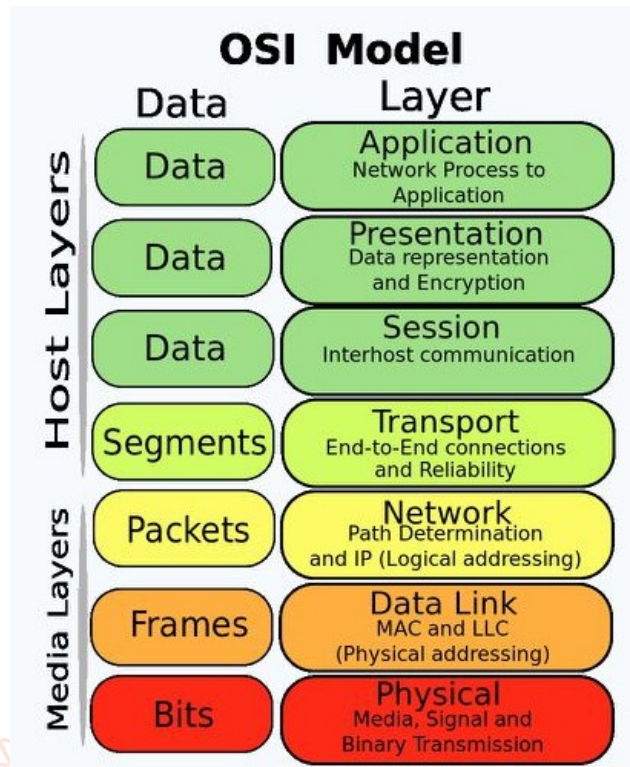 OSI Model
Data
Layer
Host Layers
Data
Application
Network Process to
Application
Data
Presentation
Data representation
and Encryption
Data
Session
Interhost communication
Segments
Transport
End-to-End connections
and Reliability
Media Layers
Packets
Network
Path Determination
and IP (Logical addressing)
Frames
Data Link
MAC and LLC
(Physical addressing)
Bits
Physical
Media, Signal and
Binary Transmission